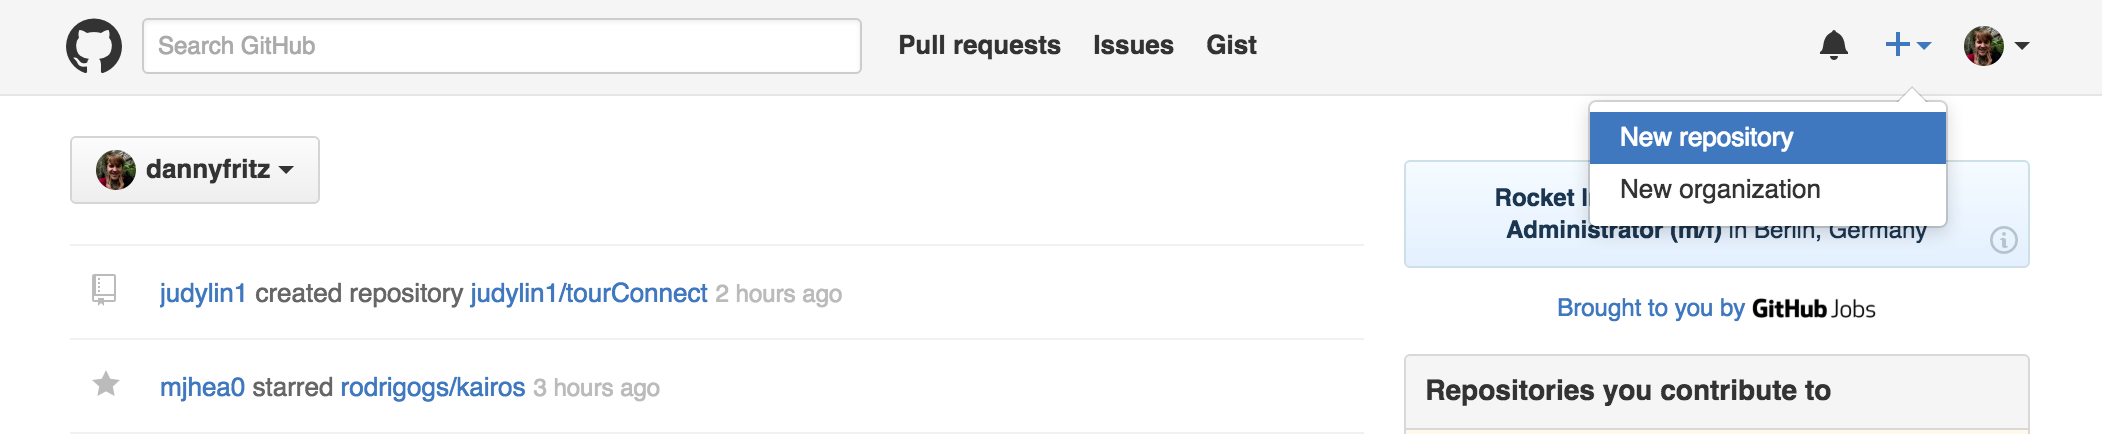 Search GitHub
Pull requests Issues Gist
New repository
New organization
dannyfritz
Rocket
Administrator (m/f) in Berlin, Germany
judylin1 created repository judylin1/tourConnect 2 hours ago
Brought to you by GitHub Jobs
mjhea0 starred rodrigogs/kairos 3 hours ago
Repositories you contribute to